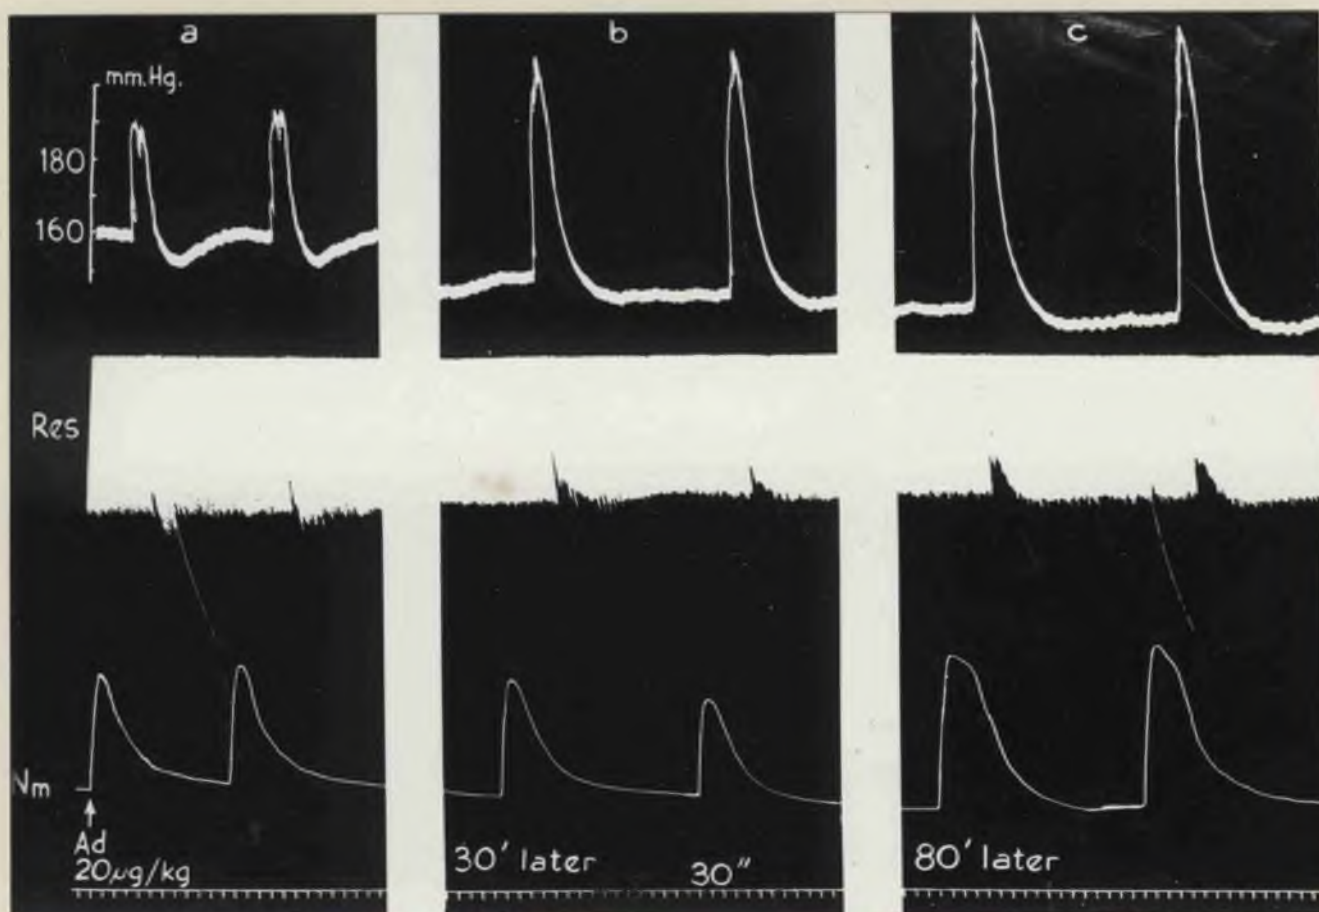 a
b
c
mm.Hg.
180
160
Res
Nm
Ad
20μg/kg
30' later
30"
80' later